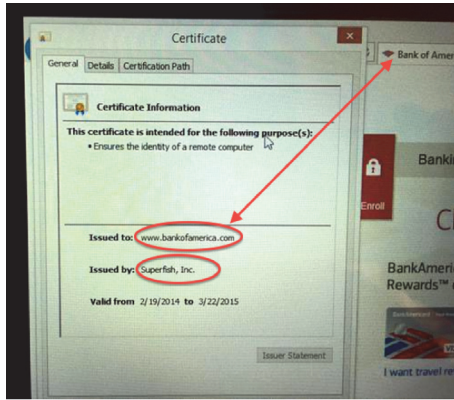 Certificate
General Details Certification Path
Certificate Information
This certificate is intended for the following purpose(s):
• Ensures the identity of a remote computer
Issued to: www.bankofamerica.com
Issued by: Superfish, Inc.
Valid from 2/19/2014 to 3/22/2015
Issuer Statement
Bank of Amer
Banki
Enroll
C
BankAmeri
Rewards™
I want travel re